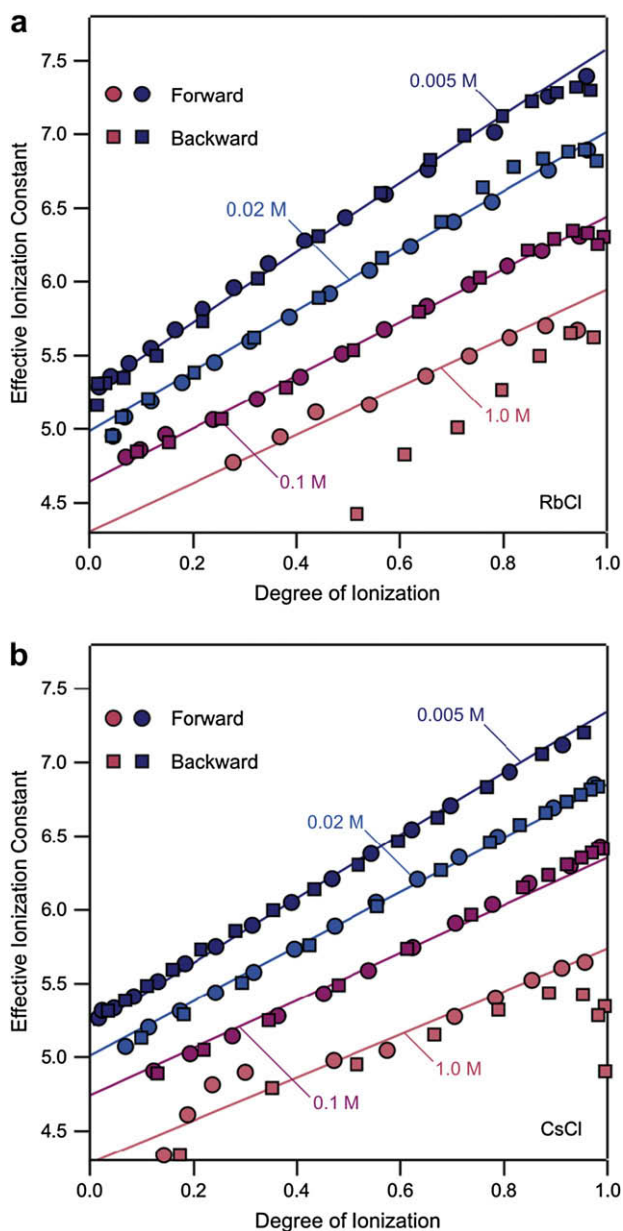 a
7.5
0.005 M
Forward
7.0
Backward
Effective Ionization Constant
6.5
0.02 M
6.0
5.5
5.0
1.0 M
0.1 M
4.5
RbCl
0.0 0.2 0.4 0.6 0.8 1.0
Degree of Ionization
b
7.5
Forward
0.005 M
7.0
Backward
Effective Ionization Constant
6.5
0.02 M
6.0
5.5
5.0
1.0 M
0.1 M
4.5
CsCl
0.0 0.2 0.4 0.6 0.8 1.0
Degree of Ionization